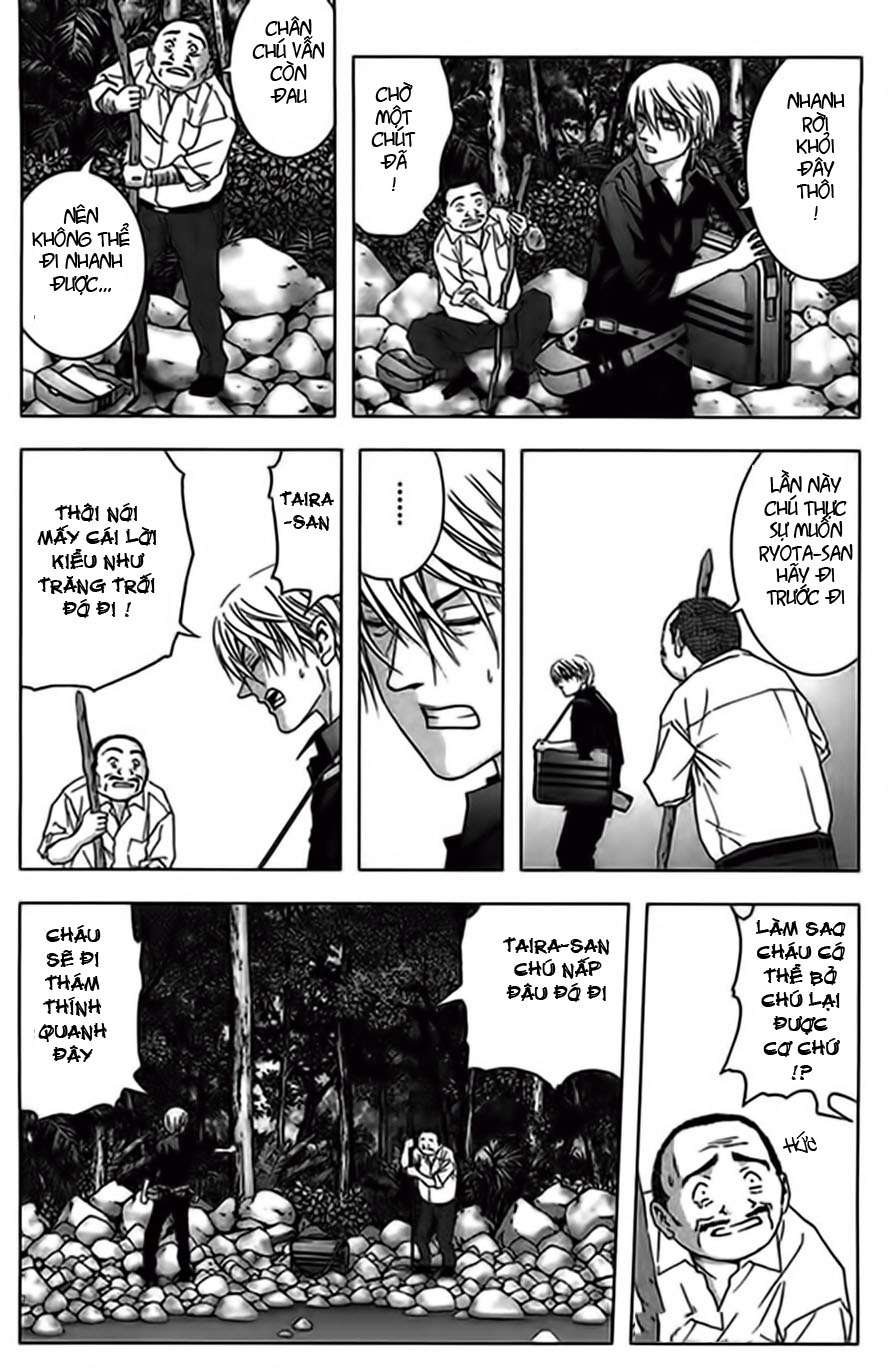 NHANH
RỜI
KHỎI
ĐÂY
THÔI
!
CHỜ
MỘT
CHÚT
ĐÃ
!
CHÂN
CHÚ VẪN
CÒN
ĐAU
NÊN
KHÔNG THỂ
ĐI NHANH
ĐƯỢC...
LẦN NÀY
CHÚ THỰC
SỰ MUỐN
RYOTA-SAN
HÃY ĐI
TRƯỚC ĐI
........
TAIRA
-SAN
THÔI NÓI
MẤY CÁI LỜI
KIỂU NHƯ
TRĂNG TRỐI
ĐÓ ĐI !
LÀM SAO
CHÁU CÓ
THỂ BỎ
CHÚ LẠI
ĐƯỢC
CƠ CHỨ
!?
HỨC
TAIRA-SAN
CHÚ NẤP
ĐÂU ĐÓ ĐI
CHÁU
SẼ ĐI
THÁM
THÍNH
QUANH
ĐÂY